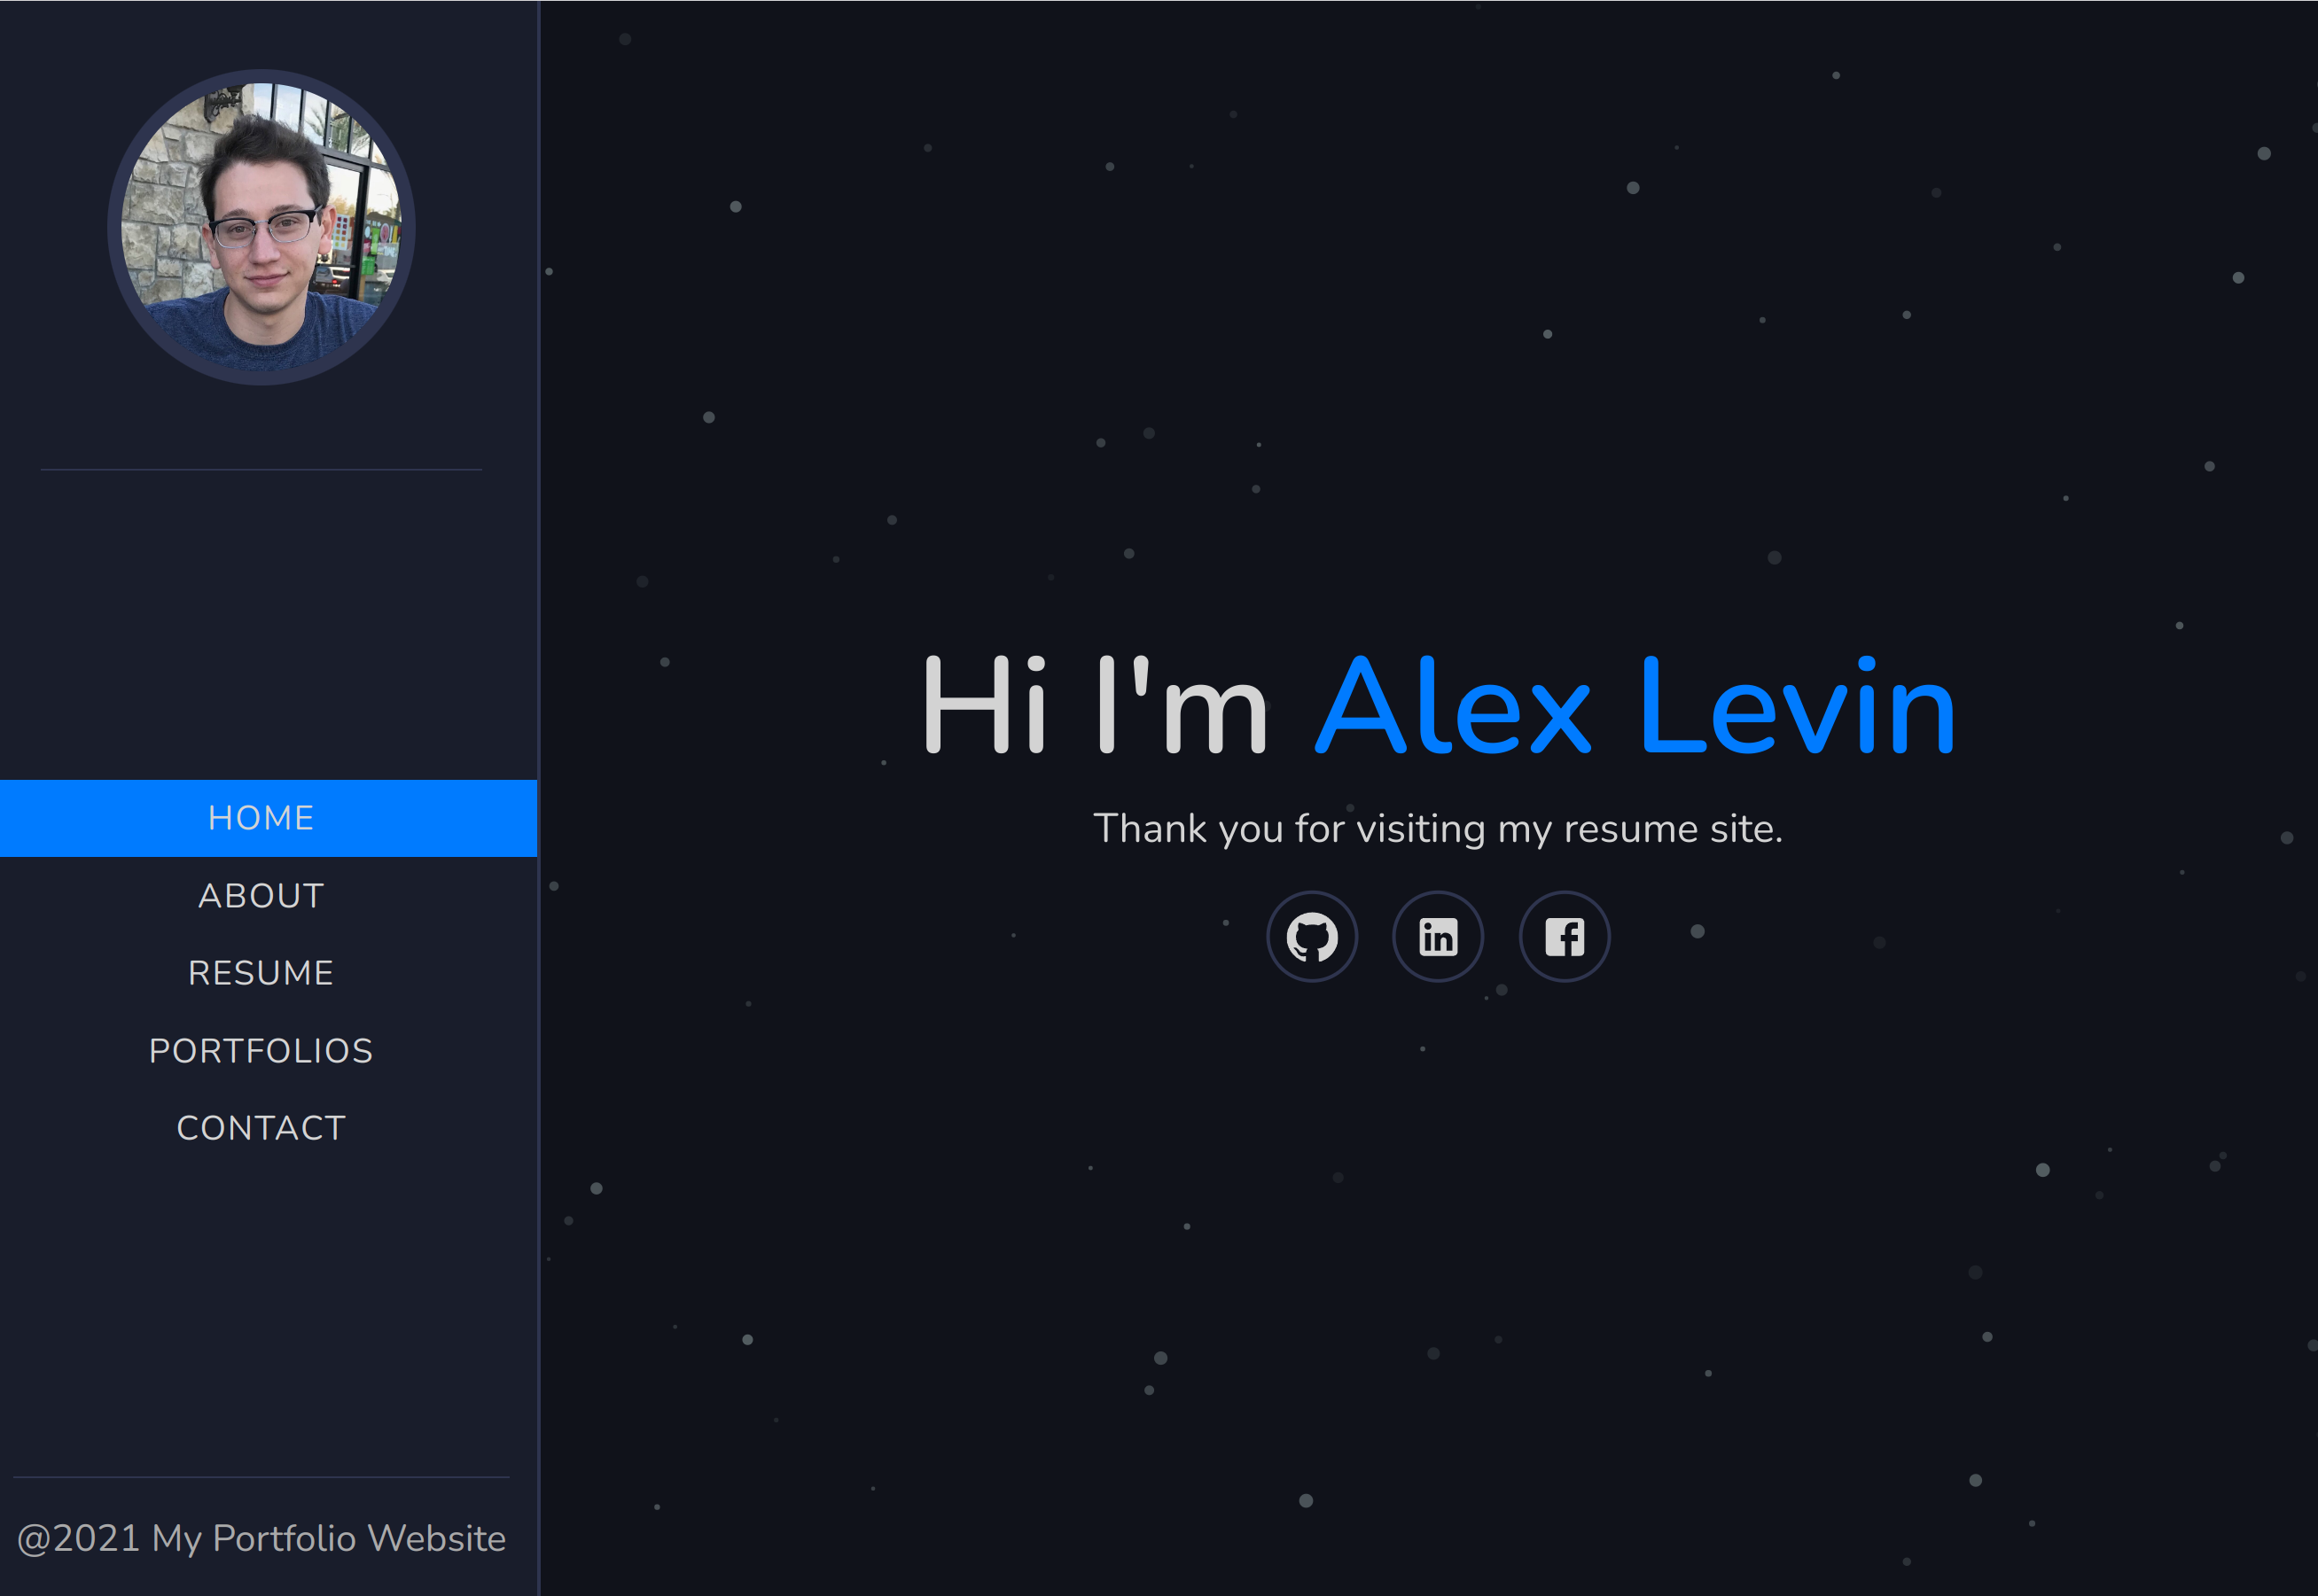 HOME
ABOUT
RESUME
PORTFOLIOS
CONTACT
@2021 My Portfolio Website
Hi I'm Alex Levin
Thank you for visiting my resume site.
in
f